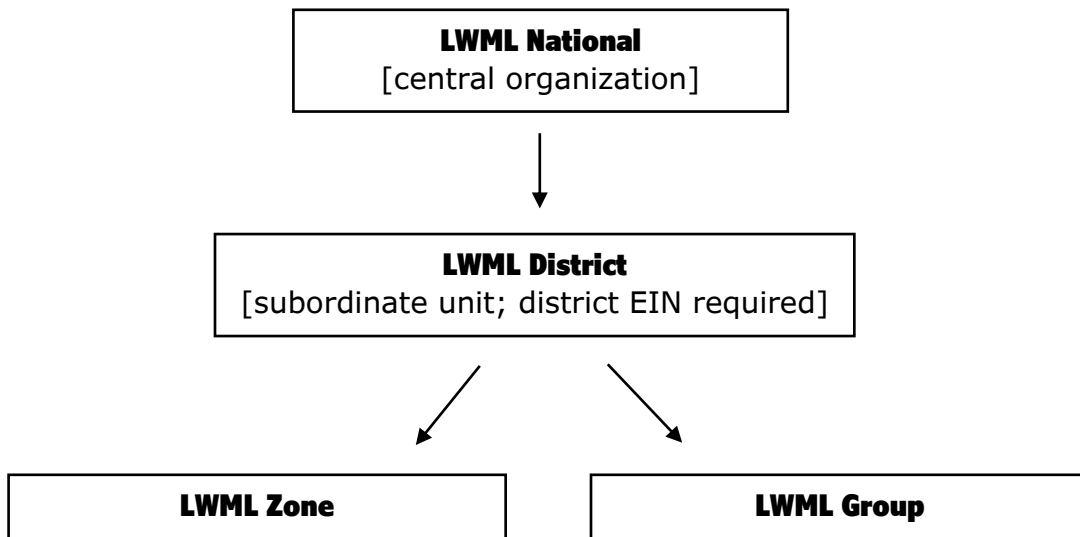 LWML National
[central organization]
LWML District
[subordinate unit; district EIN required]
LWML Zone
LWML Group